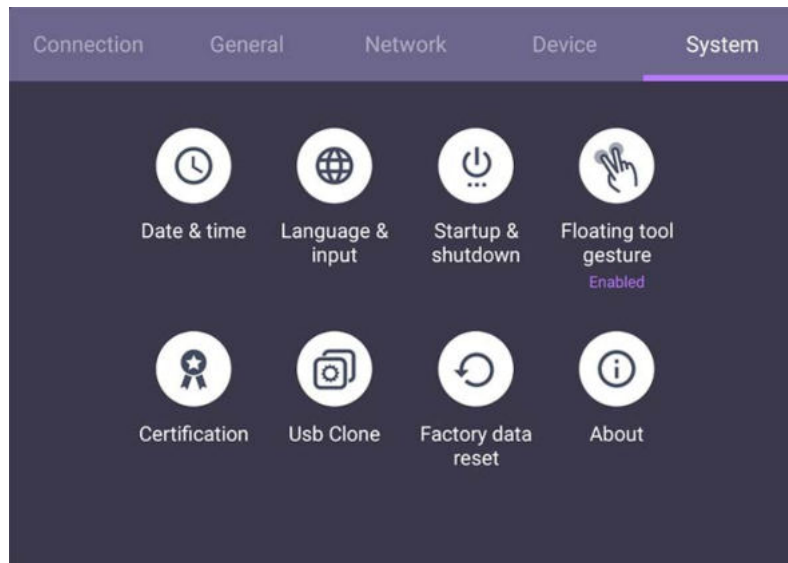 Connection General Network Device System
Date & time
Language &
input
Startup &
shutdown
Floating tool
gesture
Enabled
Certification
Usb Clone
Factory data
reset
About